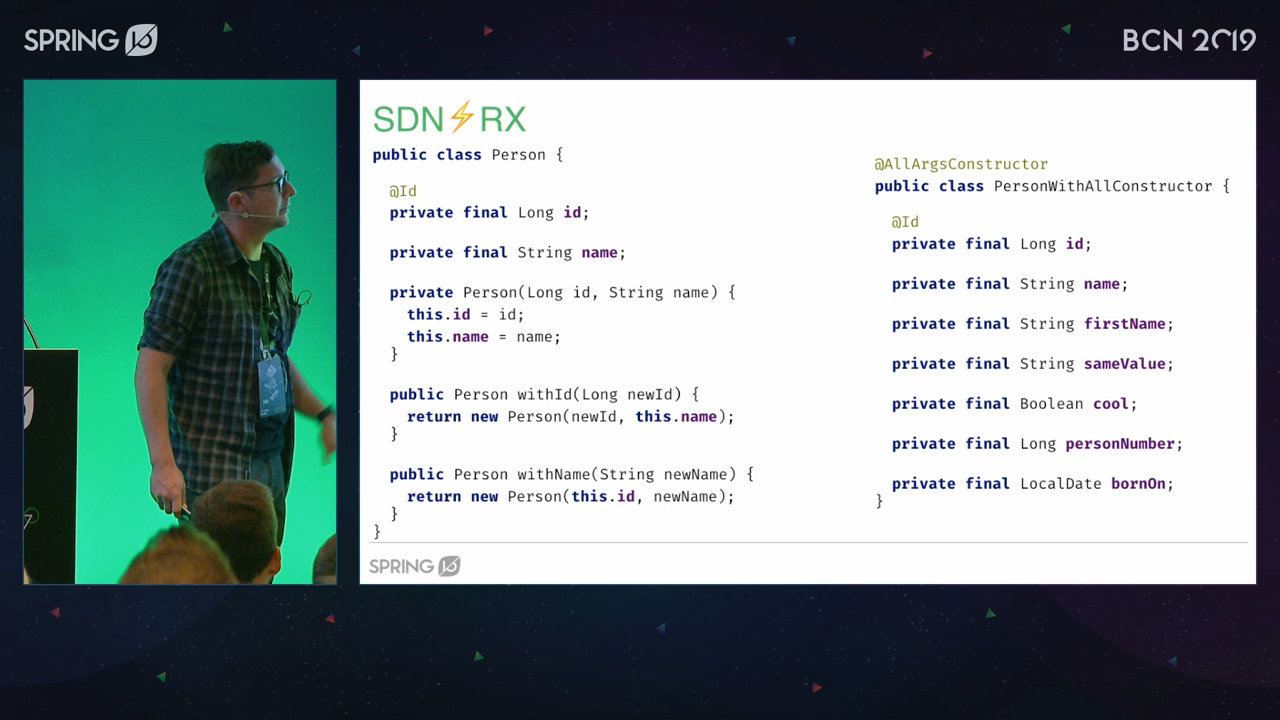 SPRING
BCN 2019
SDN⚡RX
public class Person {
@Id
private final Long id;
private final String name;
private Person(Long id, String name) {
this.id = id;
this.name = name;
}
public Person withId(Long newId) {
return new Person(newId, this.name);
}
public Person withName(String newName) {
return new Person(this.id, newName);
}
}
@AllArgsConstructor
public class PersonWithAllConstructor {
@Id
private final Long id;
private final String name;
private final String firstName;
private final String sameValue;
private final Boolean cool;
private final Long personNumber;
private final LocalDate bornOn;
}
SPRING